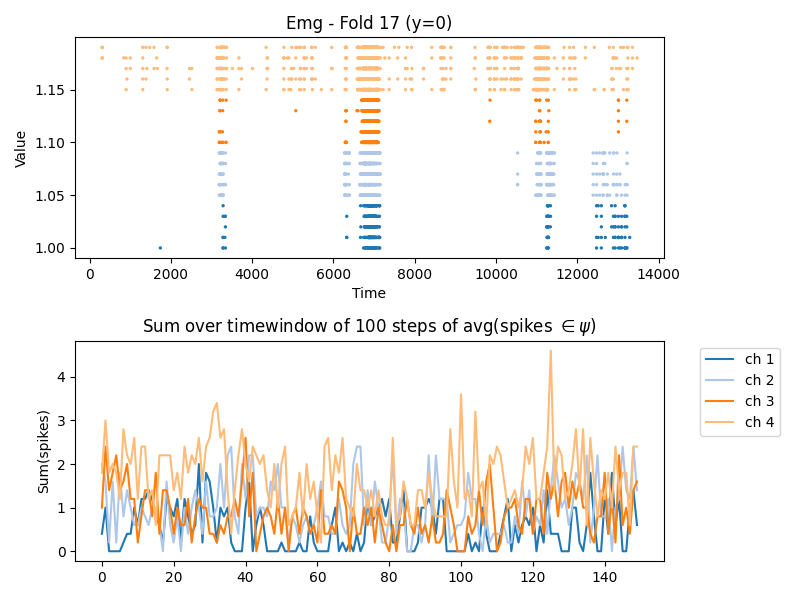 Emg - Fold 17 (y=0)
Value
1.15
1.10
1.05
1.00
0 2000 4000 6000 8000 10000 12000 14000
Time
Sum over timewindow of 100 steps of avg(spikes ∈ ψ)
Sum(spikes)
4
3
2
1
0
0 20 40 60 80 100 120 140
ch 1
ch 2
ch 3
ch 4